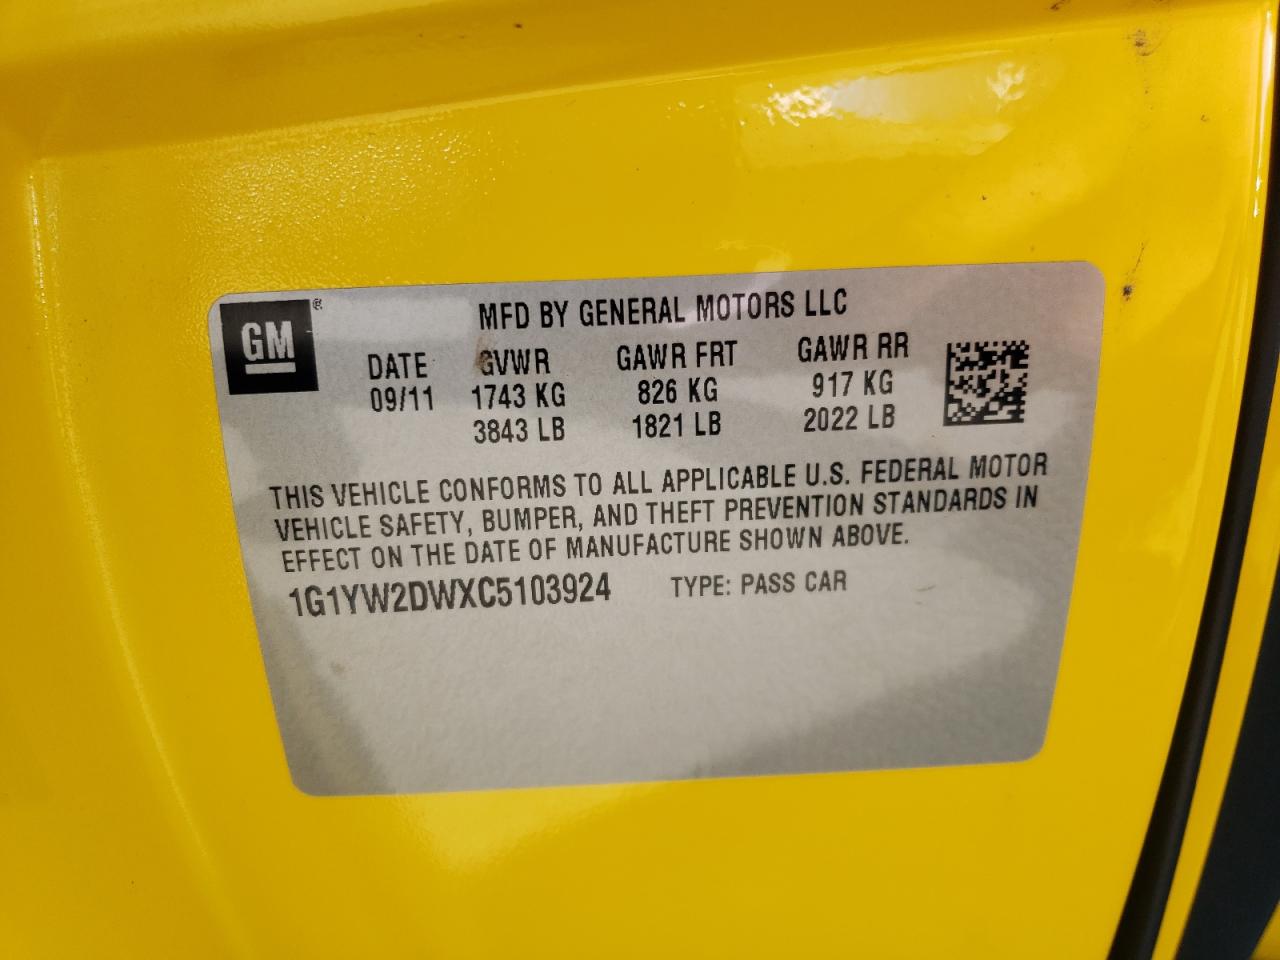 GM ®
MFD BY GENERAL MOTORS LLC
DATE GVWR GAWR FRT GAWR RR
09/11 1743 KG 826 KG 917 KG
3843 LB 1821 LB 2022 LB
THIS VEHICLE CONFORMS TO ALL APPLICABLE U.S. FEDERAL MOTOR
VEHICLE SAFETY, BUMPER, AND THEFT PREVENTION STANDARDS IN
EFFECT ON THE DATE OF MANUFACTURE SHOWN ABOVE.
1G1YW2DWXC5103924 TYPE: PASS CAR